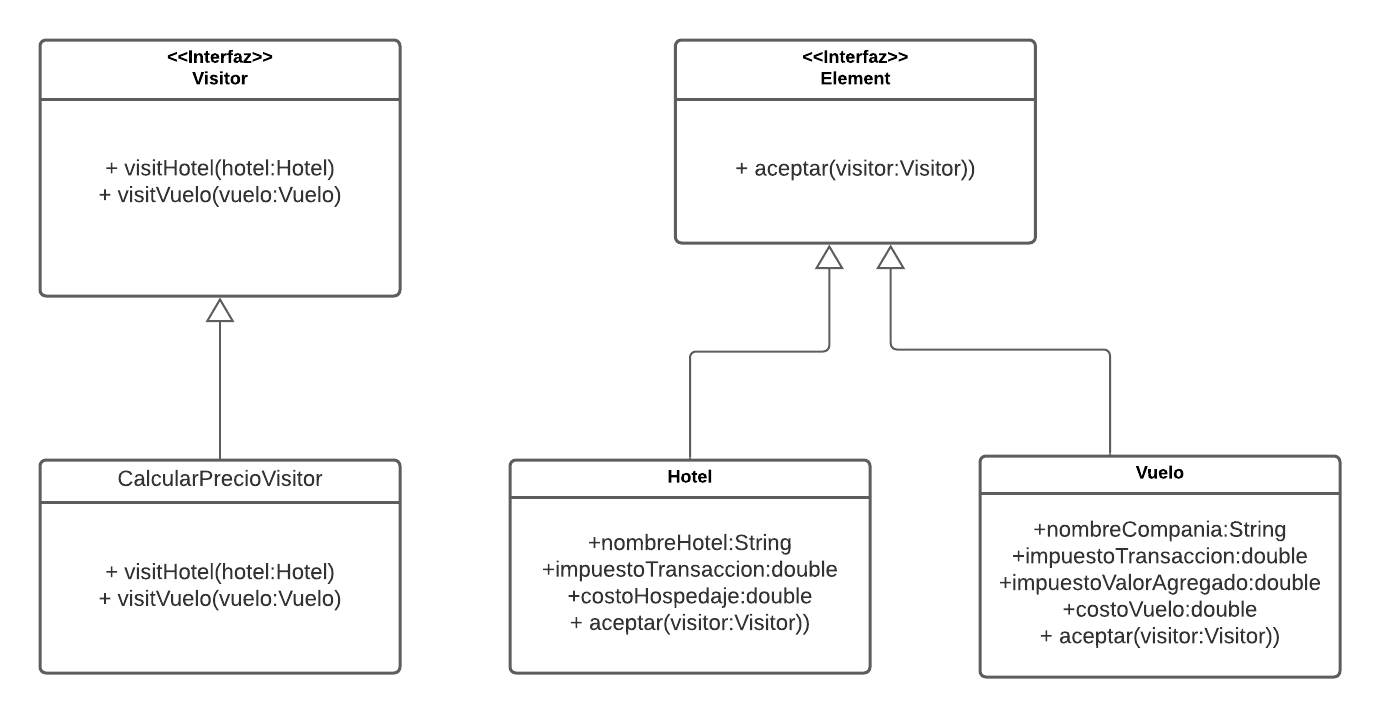 <<Interfaz>>
Visitor
+ visitHotel(hotel:Hotel)
+ visitVuelo(vuelo:Vuelo)
<<Interfaz>>
Element
+ aceptar(visitor:Visitor))
CalcularPrecioVisitor
+ visitHotel(hotel:Hotel)
+ visitVuelo(vuelo:Vuelo)
Hotel
+nombreHotel:String
+impuestoTransaccion:double
+costoHospedaje:double
+ aceptar(visitor:Visitor))
Vuelo
+nombreCompania:String
+impuestoTransaccion:double
+impuestoValorAgregado:double
+costoVuelo:double
+ aceptar(visitor:Visitor))